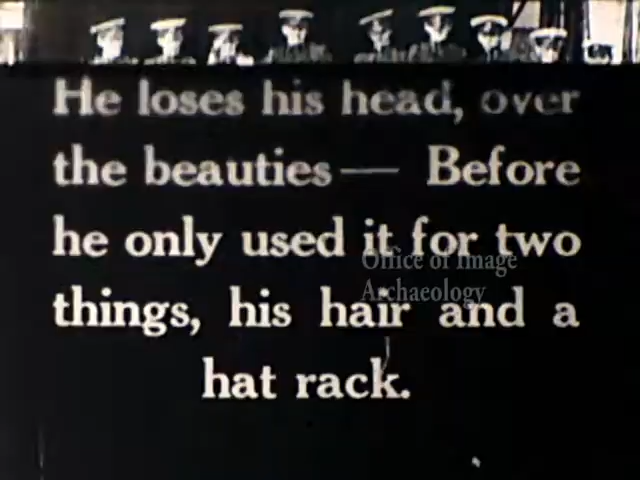 He loses his head, over
the beauties — Before
he only used it for two
Office of Image
Archaeology
things, his hair and a
hat rack.